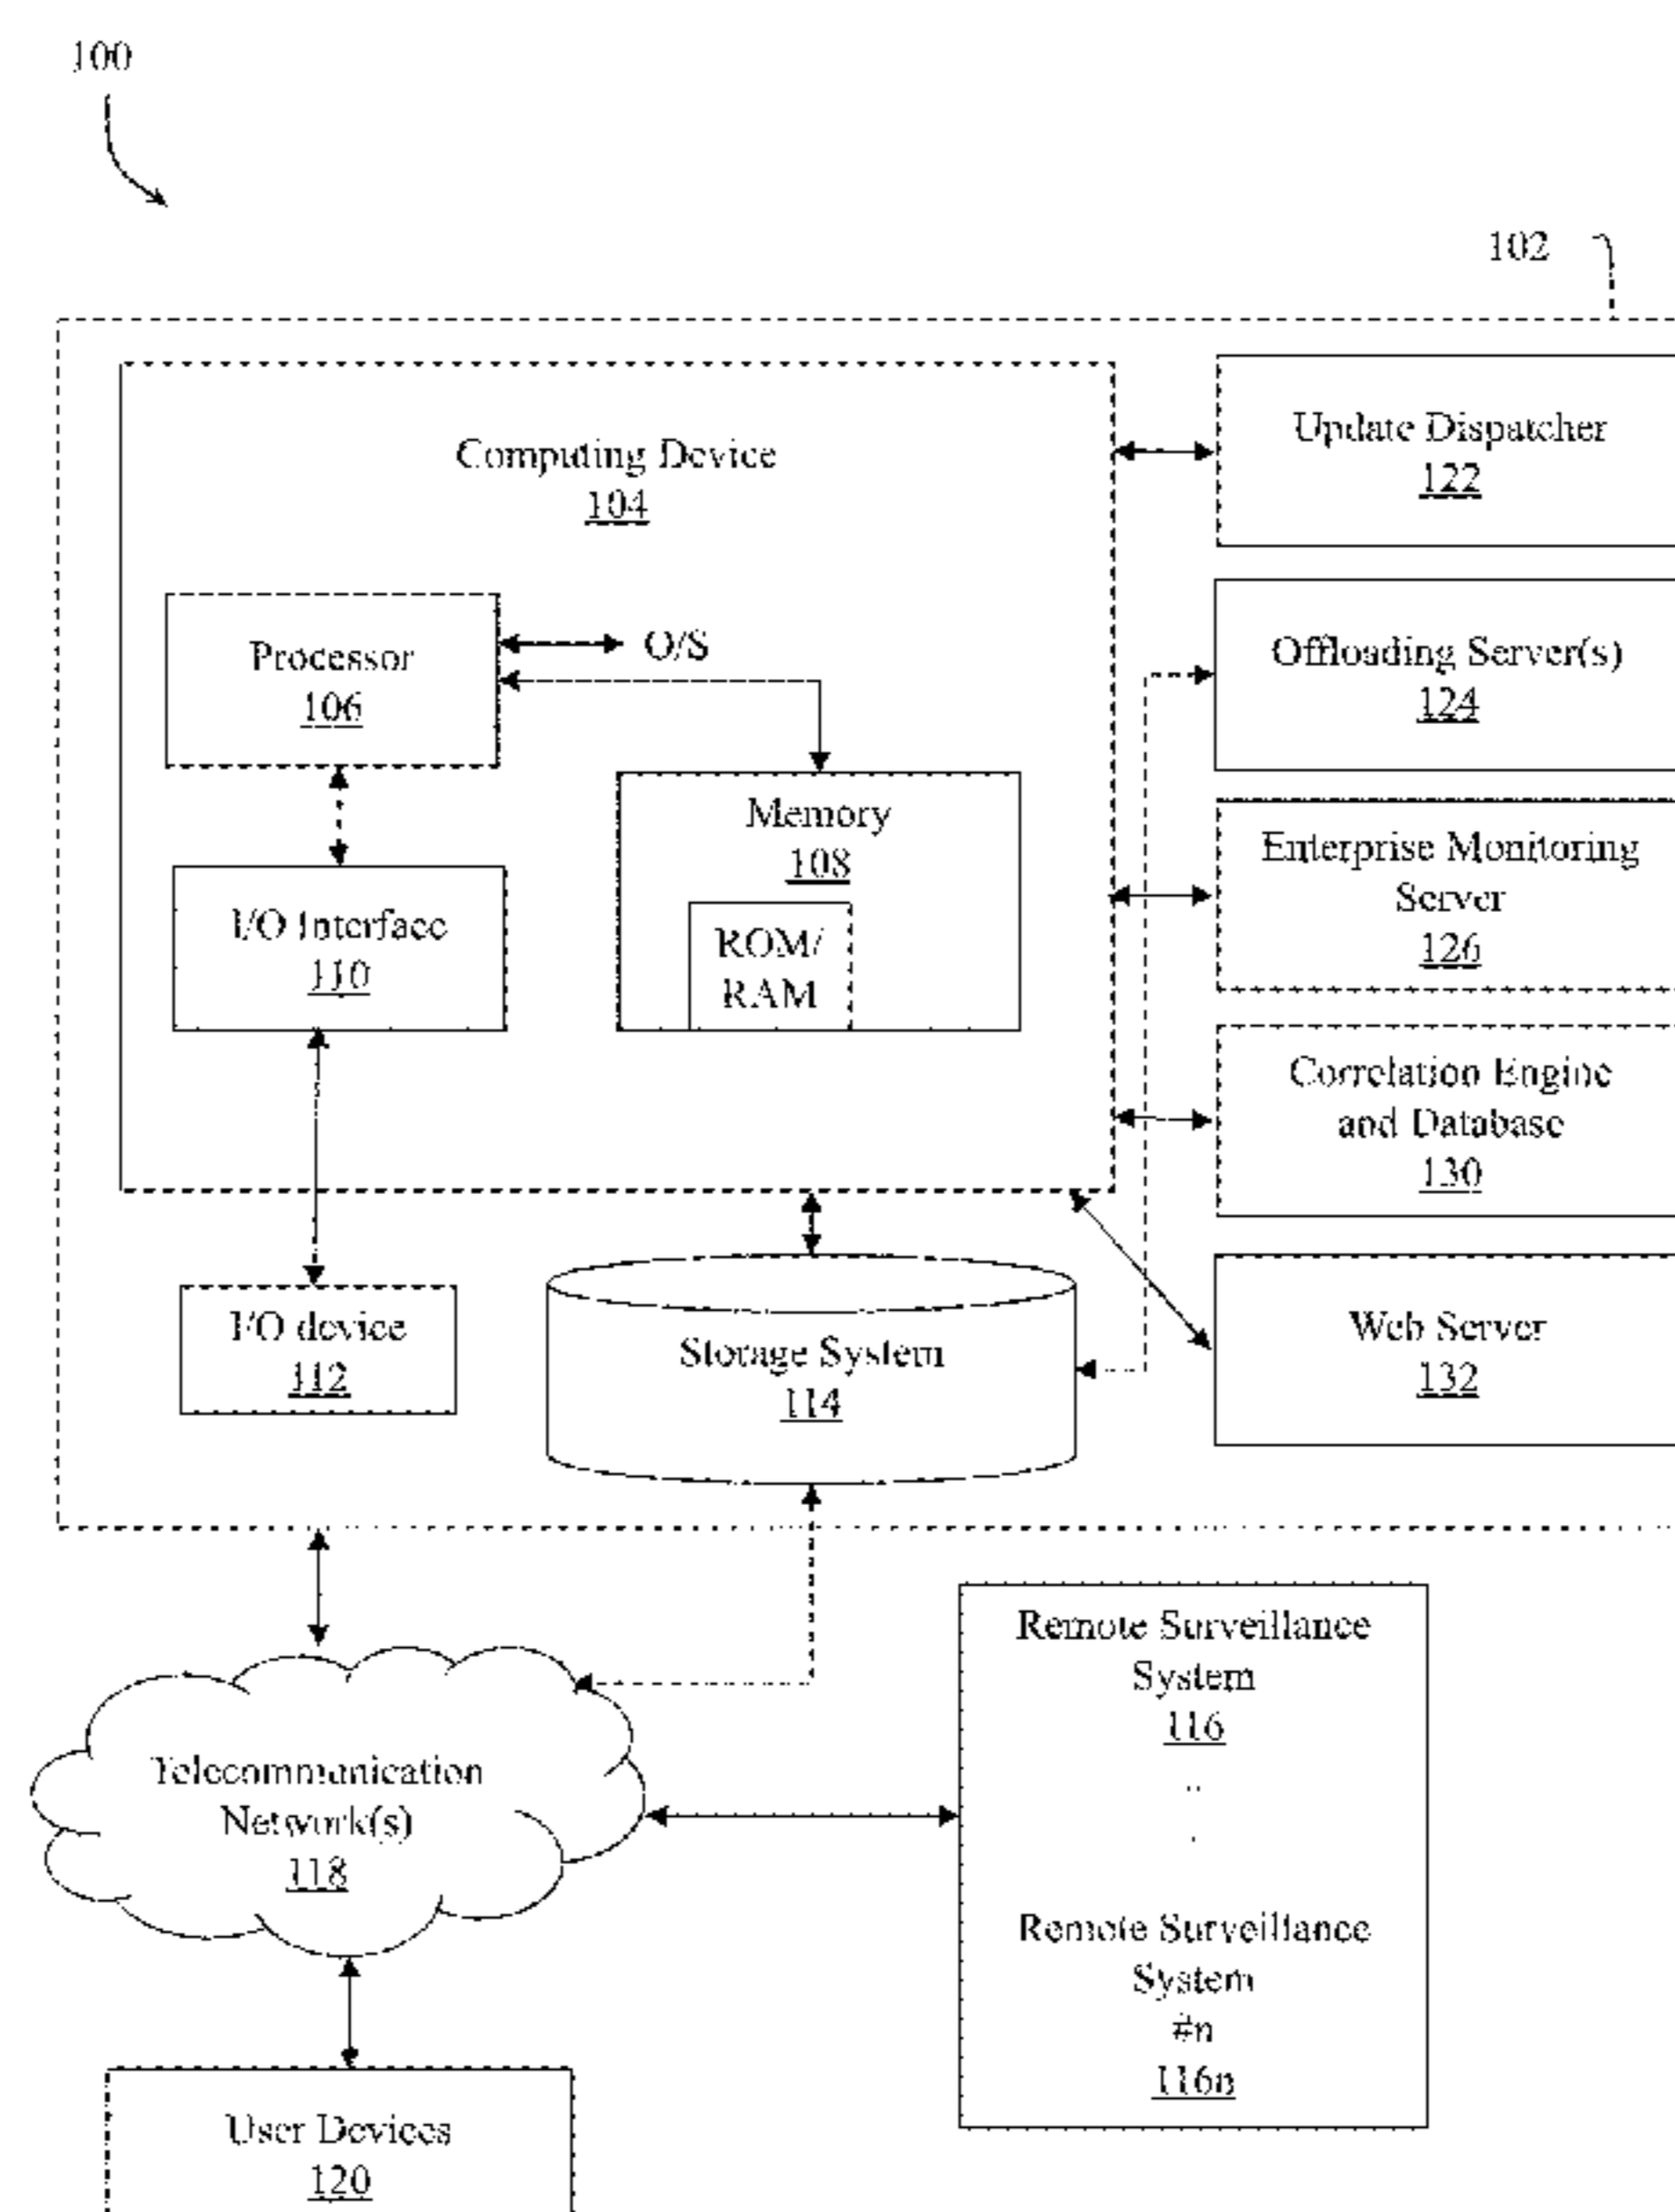 100
102
Computing Device
104
Update Dispatcher
122
Processor
106
O/S
Offloading Server(s)
124
Memory
108
ROM/
RAM
I/O Interface
110
Enterprise Monitoring
Server
126
Correlation Engine
and Database
130
I/O device
112
Storage System
114
Web Server
132
Remote Surveillance
System
116
Telecommunication
Network(s)
118
Remote Surveillance
System
#n
116n
User Devices
120